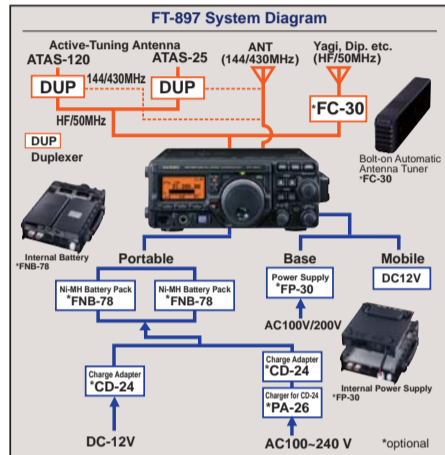 FT-897 System Diagram
Active-Tuning Antenna
ATAS-120
ATAS-25
ANT
(144/430MHz)
Yagi, Dip. etc.
(HF/50MHz)
144/430MHz
DUP
DUP
*FC-30
HF/50MHz
DUP
Duplexer
Bolt-on Automatic
Antenna Tuner
*FC-30
Internal Battery
*FNB-78
Portable
Base
Mobile
Ni-MH Battery Pack
*FNB-78
Ni-MH Battery Pack
*FNB-78
Power Supply
*FP-30
DC12V
AC100V/200V
Charge Adapter
*CD-24
Charge Adapter
*CD-24
Charger for CD-24
*PA-26
Internal Power Supply
*FP-30
DC-12V
AC100~240 V
*optional